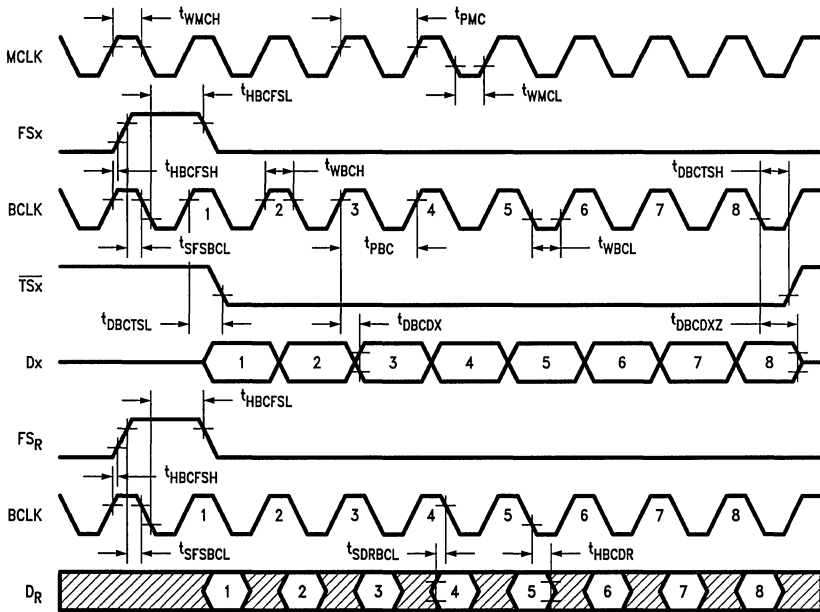 tWMCH tPMC
MCLK
tHBCFSL tWMCL
FSX
tHBCFSH tWBCH tDBCTSH
BCLK 1 2 3 4 5 6 7 8
tSFSBCL tPBC tWBCL
TSX
tDBCTSL tDBCDX tDBCDXZ
DX 1 2 3 4 5 6 7 8
tHBCFSL
FSR
tHBCFSH
BCLK 1 2 3 4 5 6 7 8
tSFSBCL tSDRBCL tHBCDR
DR 1 2 3 4 5 6 7 8